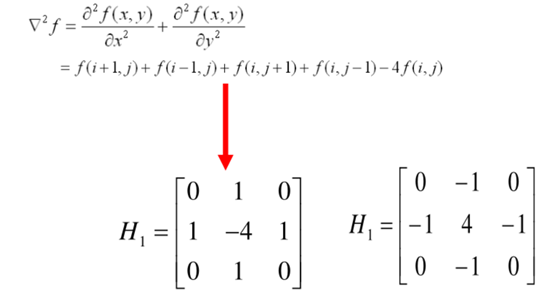 ∇²f = ∂²f(x, y)/∂x² + ∂²f(x, y)/∂y²
= f(i+1, j) + f(i−1, j) + f(i, j+1) + f(i, j−1) − 4f(i, j)
H₁ = [0 1 0; 1 −4 1; 0 1 0]
H₁ = [0 −1 0; −1 4 −1; 0 −1 0]